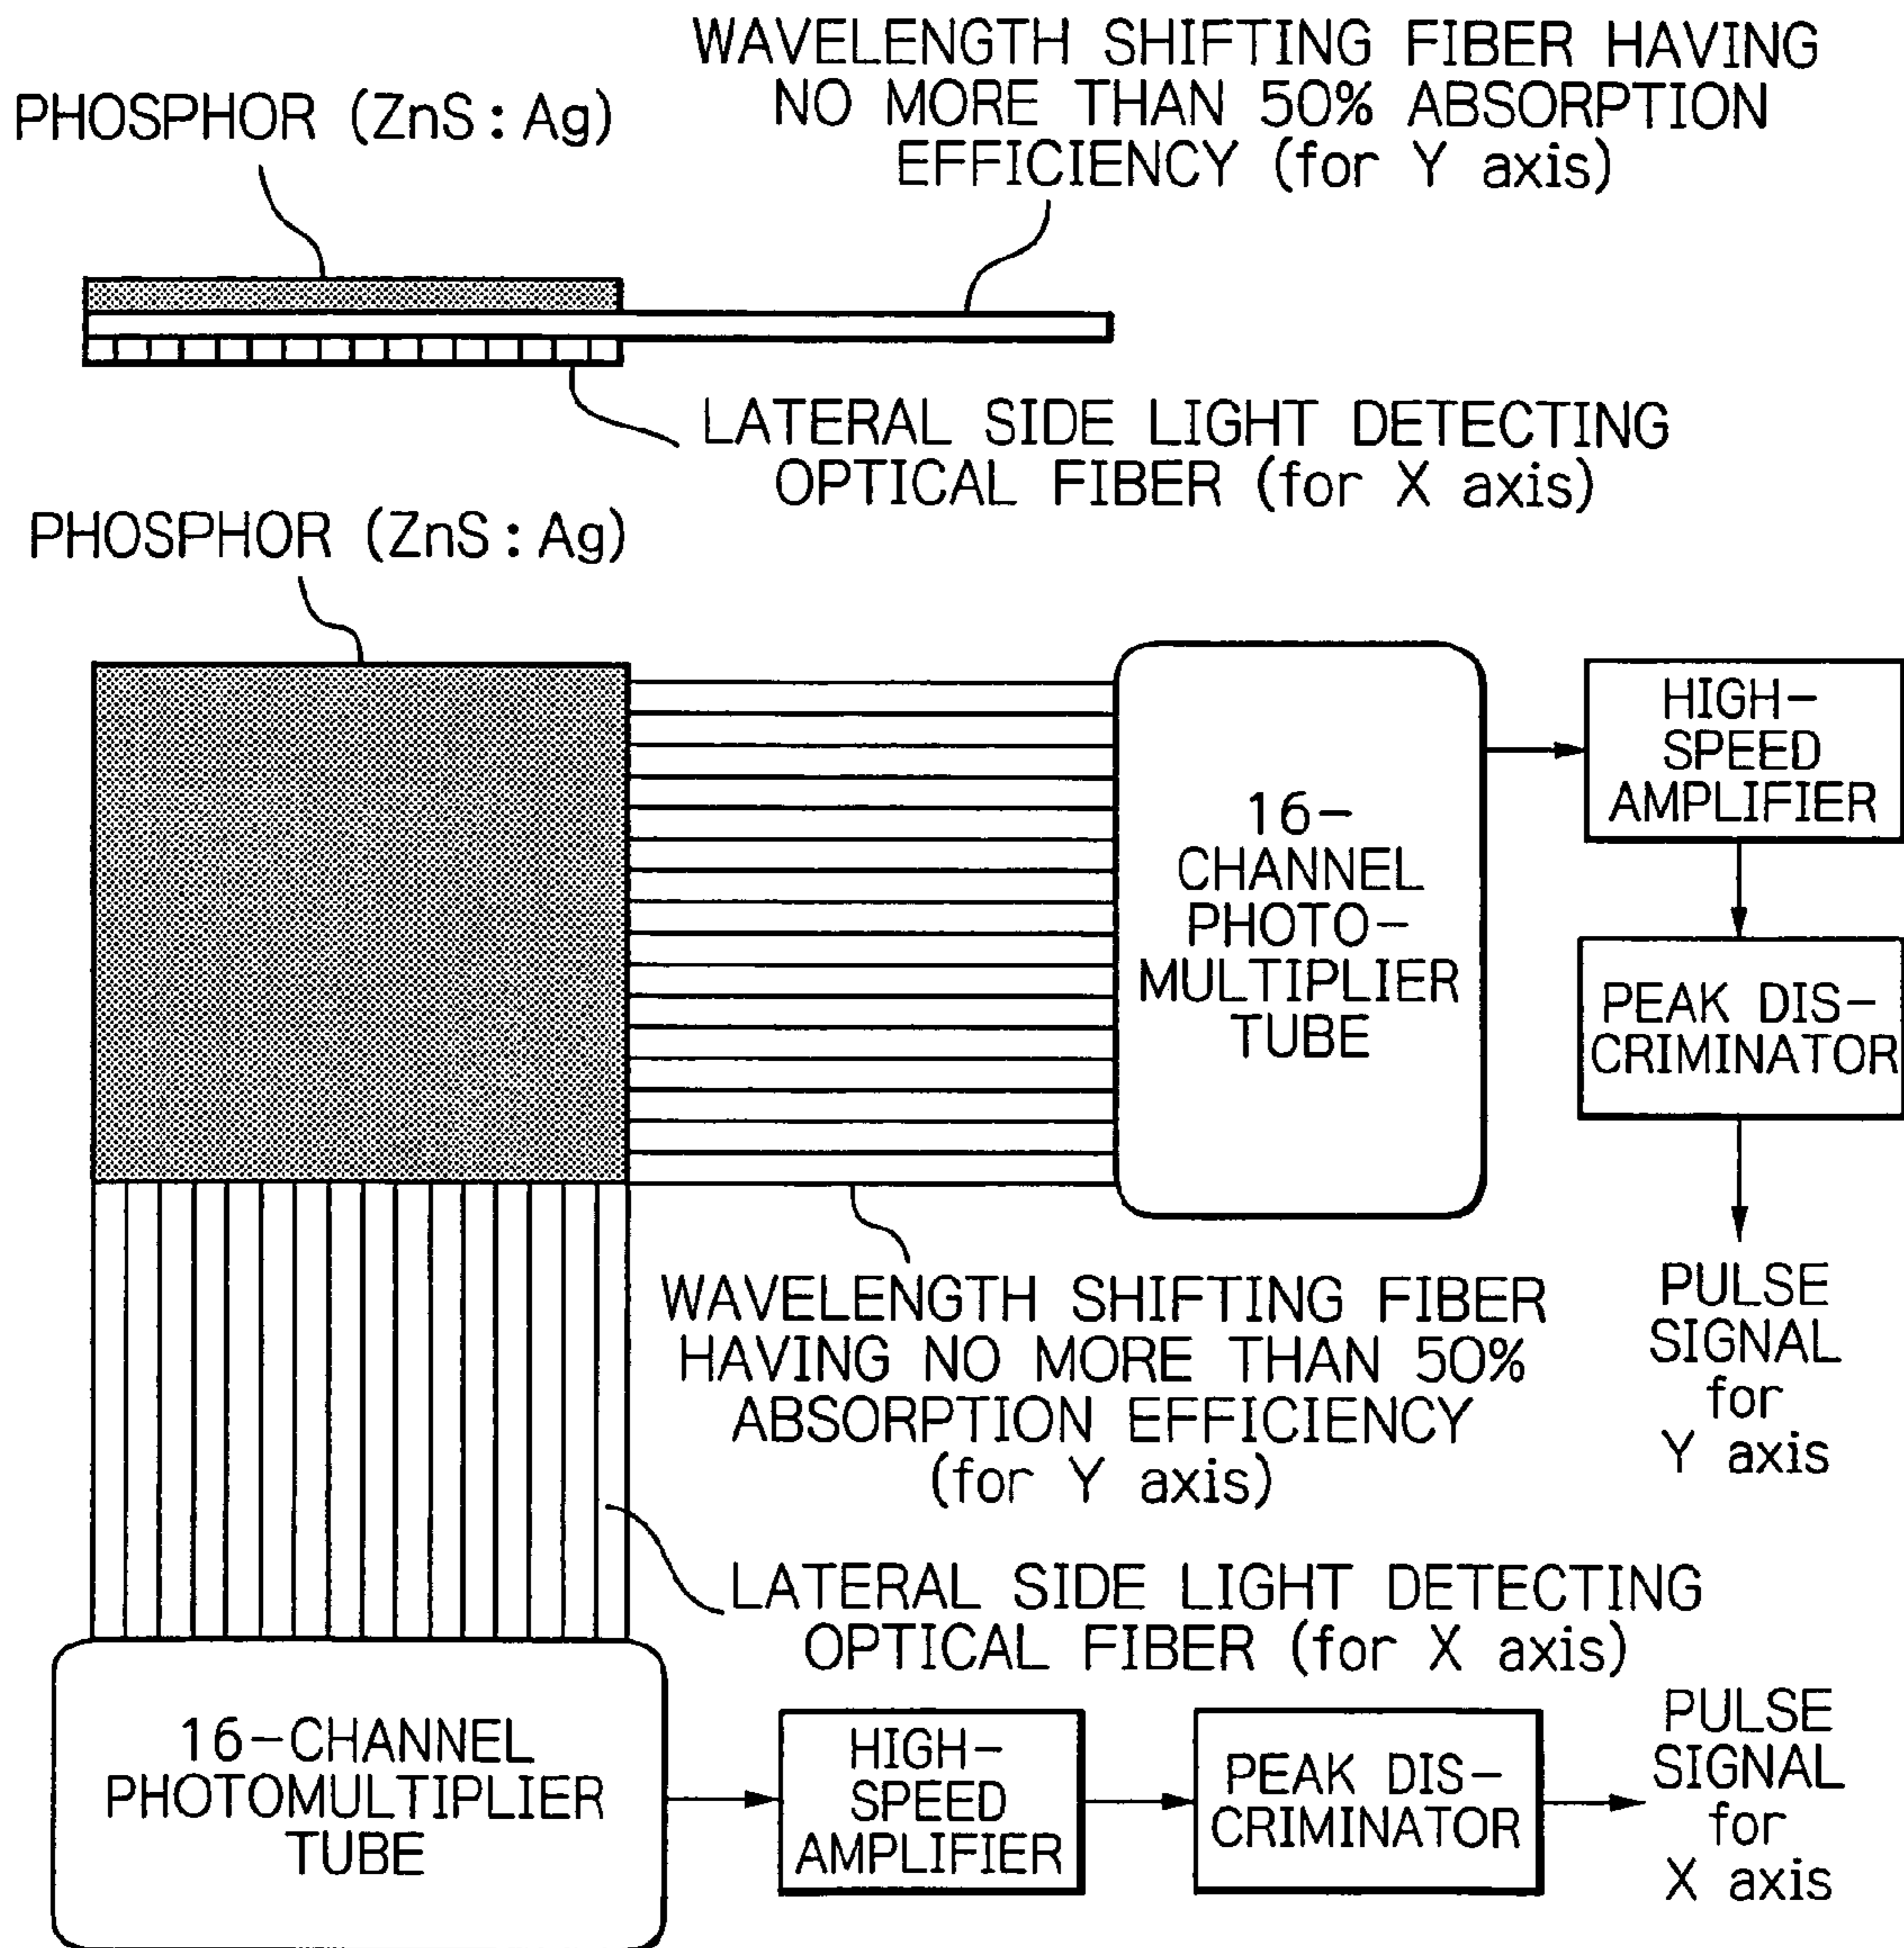 WAVELENGTH SHIFTING FIBER HAVING
NO MORE THAN 50% ABSORPTION
EFFICIENCY (for Y axis)
PHOSPHOR (ZnS : Ag)
LATERAL SIDE LIGHT DETECTING
OPTICAL FIBER (for X axis)
PHOSPHOR (ZnS : Ag)
16-
CHANNEL
PHOTO-
MULTIPLIER
TUBE
HIGH-
SPEED
AMPLIFIER
PEAK DIS-
CRIMINATOR
PULSE
SIGNAL
for
Y axis
WAVELENGTH SHIFTING FIBER
HAVING NO MORE THAN 50%
ABSORPTION EFFICIENCY
(for Y axis)
LATERAL SIDE LIGHT DETECTING
OPTICAL FIBER (for X axis)
16-CHANNEL
PHOTOMULTIPLIER
TUBE
HIGH-
SPEED
AMPLIFIER
PEAK DIS-
CRIMINATOR
PULSE
SIGNAL
for
X axis